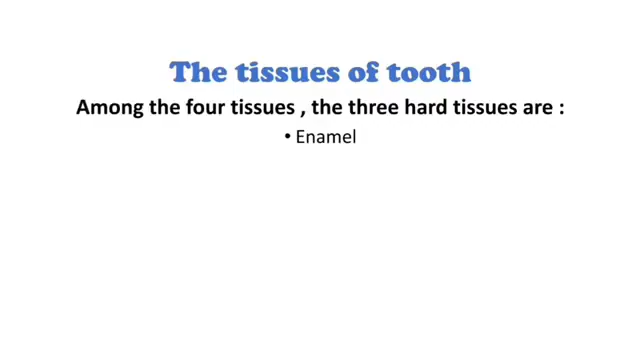 The tissues of tooth
Among the four tissues , the three hard tissues are :
• Enamel